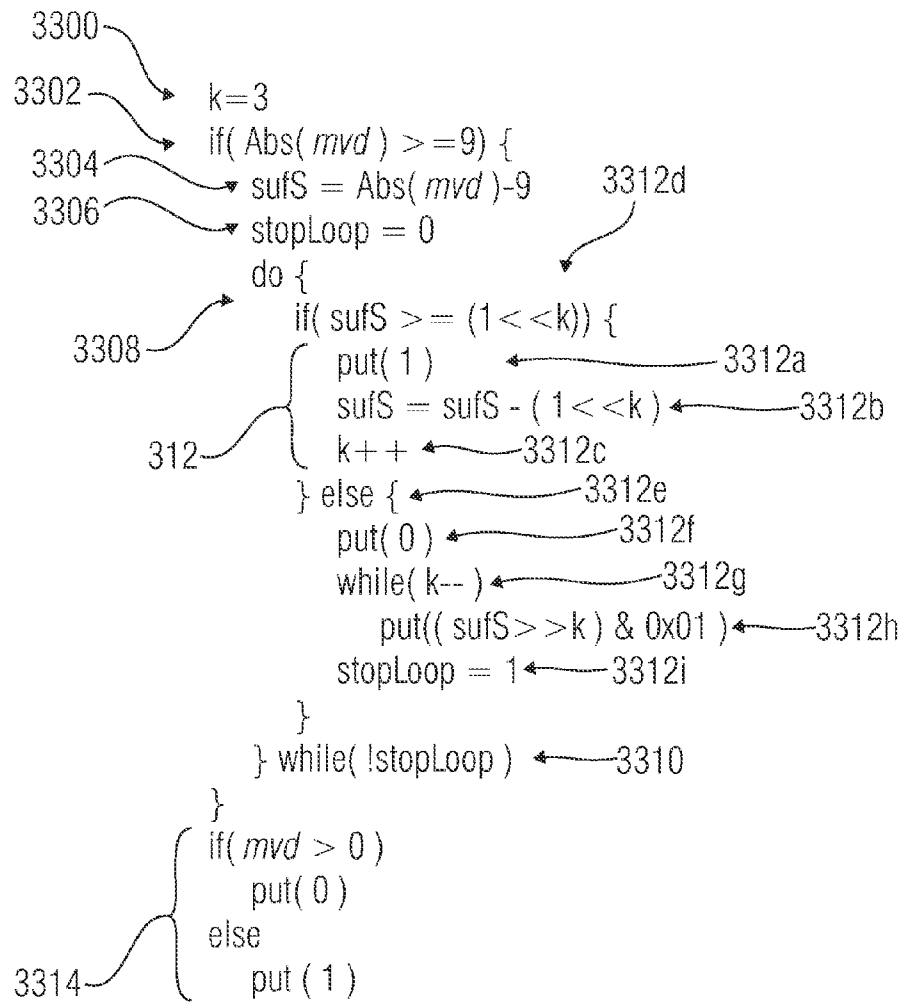 3300
k=3
3302
if( Abs( mvd ) >=9) {
3304
sufS = Abs( mvd )-9
3312d
3306
stopLoop = 0
do {
3308
if( sufS >= (1<<k)) {
put( 1 )
3312a
sufS = sufS - ( 1<<k )
3312b
312
k++
3312c
} else {
3312e
put( 0 )
3312f
while( k-- )
3312g
put(( sufS>>k ) & 0x01 )
3312h
stopLoop = 1
3312i
}
} while( !stopLoop )
3310
}
if( mvd > 0 )
put( 0 )
else
3314
put ( 1 )